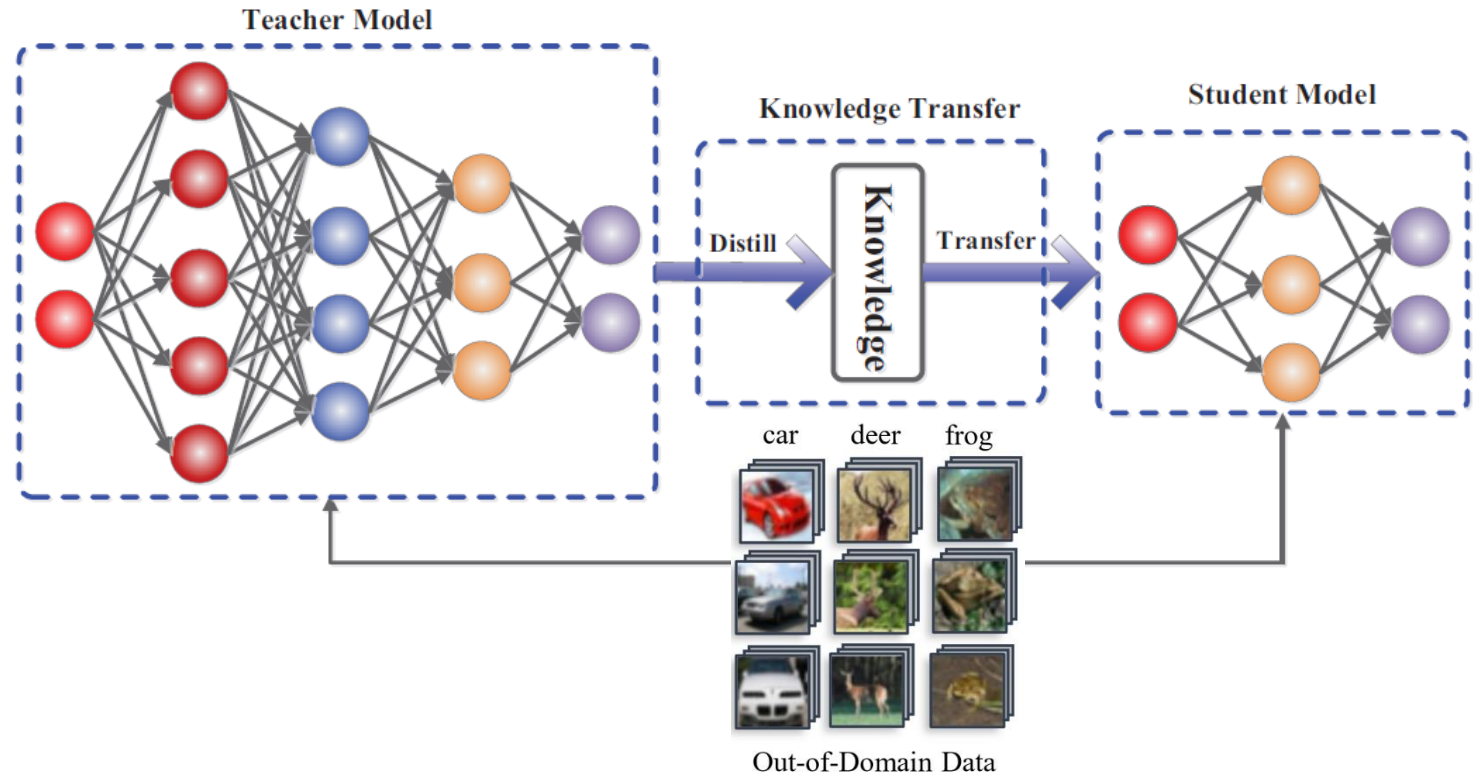 Teacher Model
Knowledge Transfer
Student Model
Distill
Knowledge
Transfer
car deer frog
Out-of-Domain Data